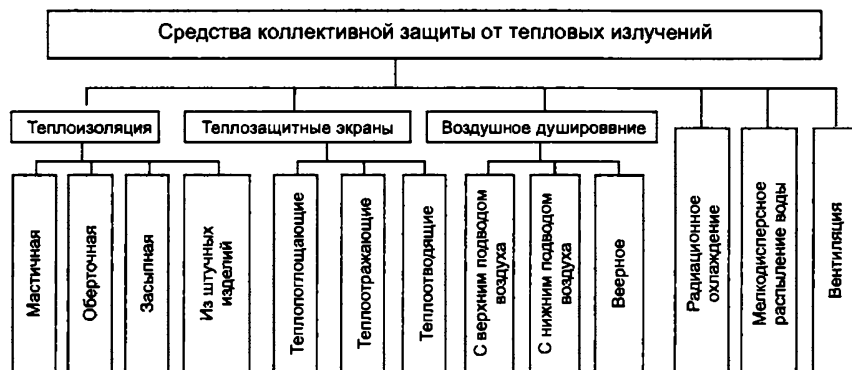 Средства коллективной защиты от тепловых излучений
Теплоизоляция
Теплозащитные экраны
Воздушное душироввние
Мастичная
Оберточная
Засыпная
Из штучных
изделий
Теплопоглощающие
Теплоотражающие
Теплоотводящие
С верхним подводом
воздуха
С нижним подводом
воздуха
Веерное
Радиационное
охлаждение
Мелкодисперсное
распыление воды
Вентиляция